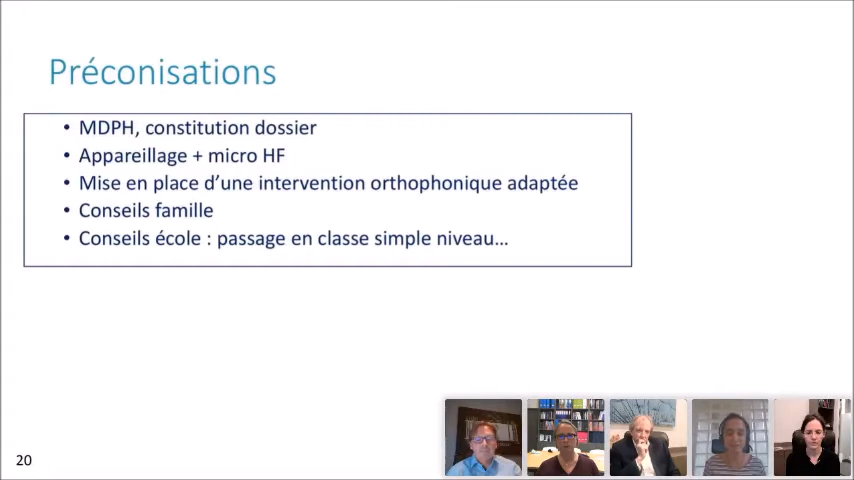 Préconisations
• MDPH, constitution dossier
• Appareillage + micro HF
• Mise en place d’une intervention orthophonique adaptée
• Conseils famille
• Conseils école : passage en classe simple niveau…
20